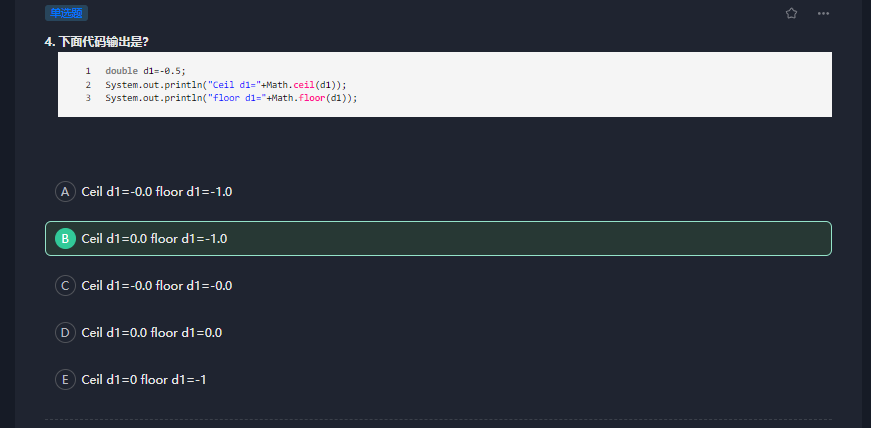 单选题
4. 下面代码输出是?
1 double d1=-0.5;
2 System.out.println("Ceil d1="+Math.ceil(d1));
3 System.out.println("floor d1="+Math.floor(d1));
A Ceil d1=-0.0 floor d1=-1.0
B Ceil d1=0.0 floor d1=-1.0
C Ceil d1=-0.0 floor d1=-0.0
D Ceil d1=0.0 floor d1=0.0
E Ceil d1=0 floor d1=-1